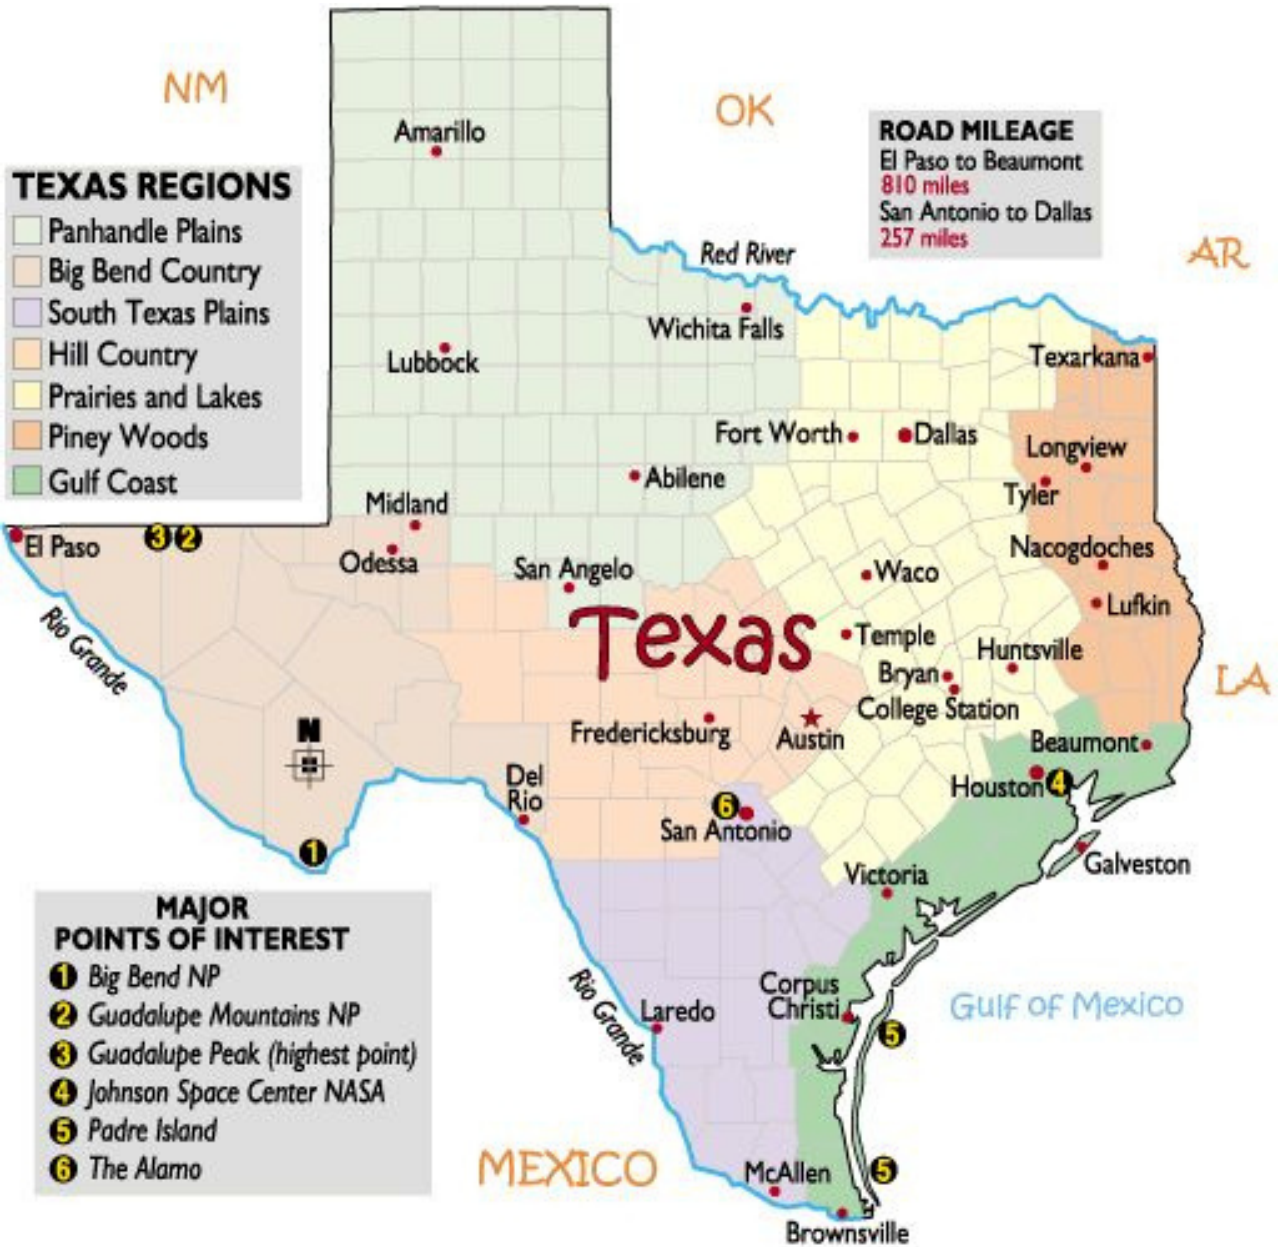 NM
OK
ROAD MILEAGE
El Paso to Beaumont
810 miles
San Antonio to Dallas
257 miles
AR
Amarillo
TEXAS REGIONS
Panhandle Plains
Big Bend Country
South Texas Plains
Hill Country
Prairies and Lakes
Piney Woods
Gulf Coast
Red River
Wichita Falls
Lubbock
Texarkana
Fort Worth
Dallas
Longview
Abilene
Tyler
Midland
3
2
El Paso
Odessa
San Angelo
Nacogdoches
Waco
Lufkin
Rio Grande
Texas
Temple
Huntsville
Bryan
College Station
LA
N
Fredericksburg
Austin
Beaumont
Del
Rio
Houston
4
6
San Antonio
1
Galveston
Victoria
MAJOR
POINTS OF INTEREST
1 Big Bend NP
2 Guadalupe Mountains NP
3 Guadalupe Peak (highest point)
4 Johnson Space Center NASA
5 Padre Island
6 The Alamo
Rio Grande
Laredo
Corpus
Christi
Gulf of Mexico
5
MEXICO
McAllen
5
Brownsville